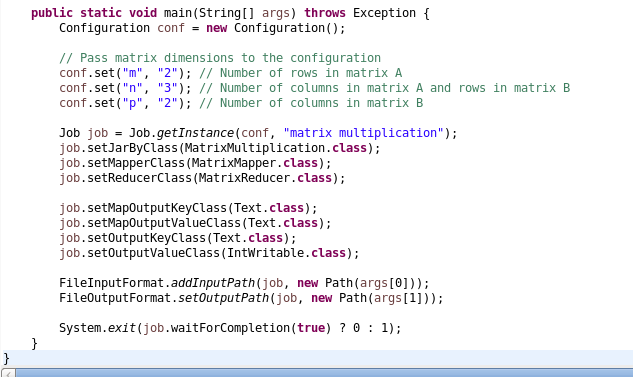 public static void main(String[] args) throws Exception {
Configuration conf = new Configuration();
// Pass matrix dimensions to the configuration
conf.set("m", "2"); // Number of rows in matrix A
conf.set("n", "3"); // Number of columns in matrix A and rows in matrix B
conf.set("p", "2"); // Number of columns in matrix B
Job job = Job.getInstance(conf, "matrix multiplication");
job.setJarByClass(MatrixMultiplication.class);
job.setMapperClass(MatrixMapper.class);
job.setReducerClass(MatrixReducer.class);
job.setMapOutputKeyClass(Text.class);
job.setMapOutputValueClass(Text.class);
job.setOutputKeyClass(Text.class);
job.setOutputValueClass(IntWritable.class);
FileInputFormat.addInputPath(job, new Path(args[0]));
FileOutputFormat.setOutputPath(job, new Path(args[1]));
System.exit(job.waitForCompletion(true) ? 0 : 1);
}
}